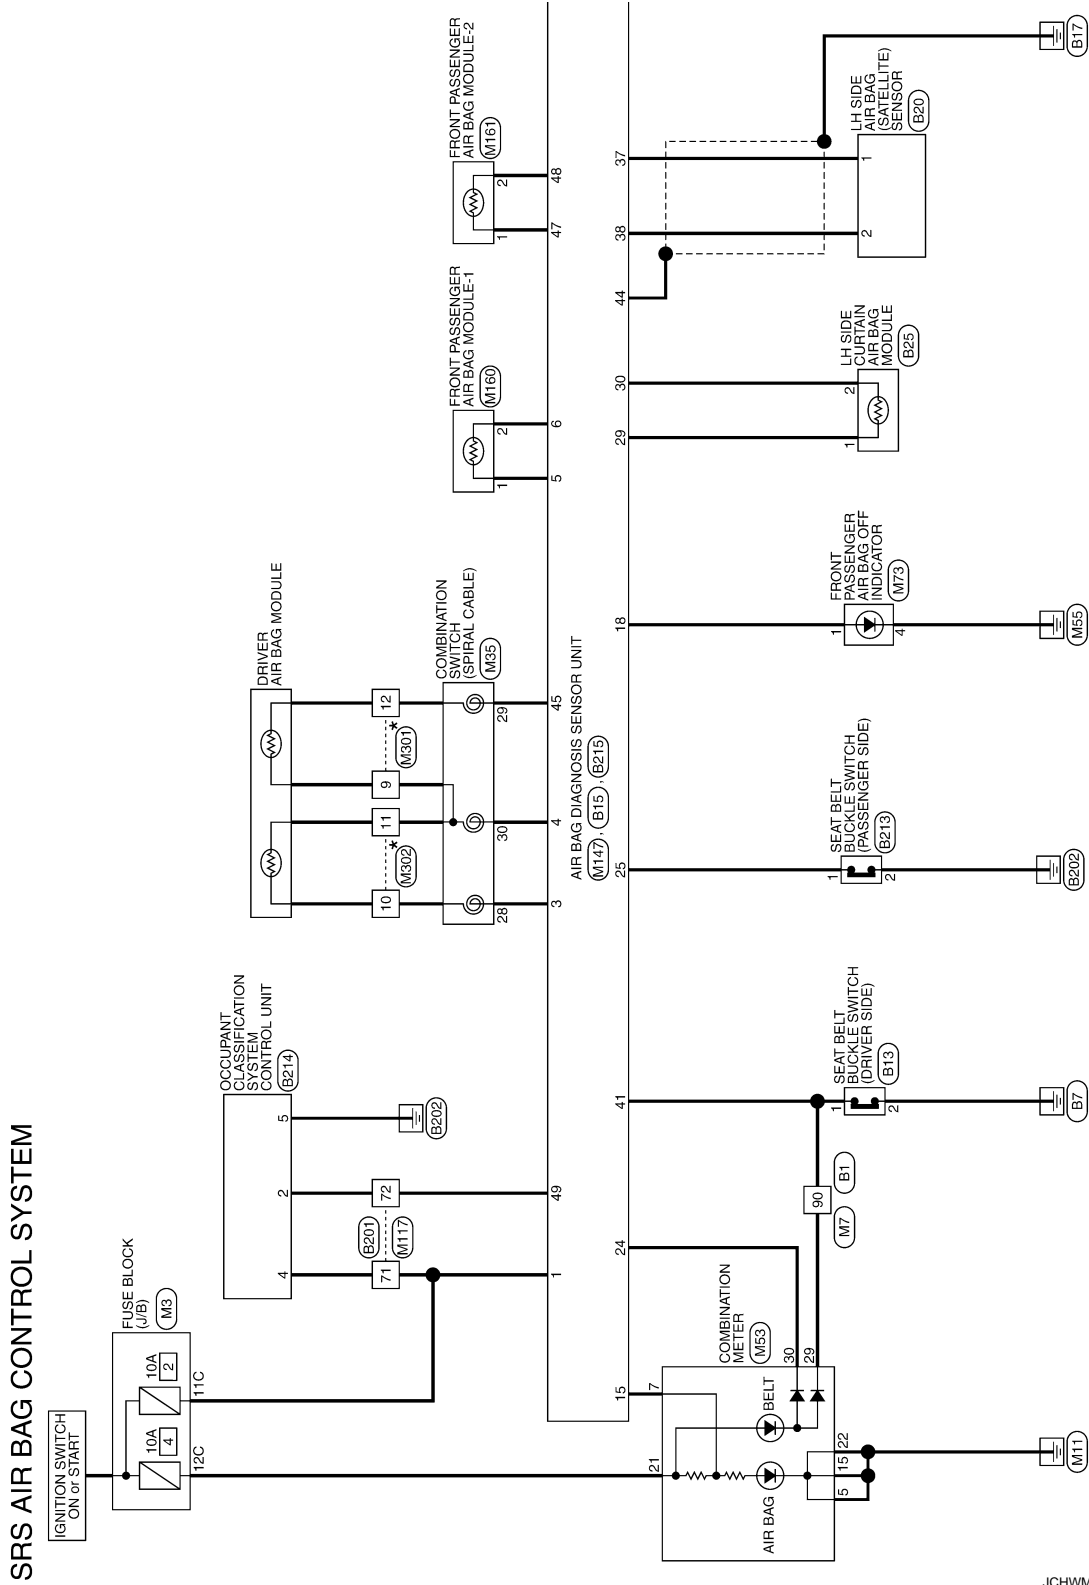 SRS AIR BAG CONTROL SYSTEM
IGNITION SWITCH
ON or START
FUSE BLOCK
(J/B)
M3
10A
4
10A
2
12C
11C
OCCUPANT
CLASSIFICATION
SYSTEM
CONTROL UNIT
B214
4
2
5
B201
M117
71
72
B202
DRIVER
AIR BAG MODULE
10
11
9
12
*
M302
*
M301
COMBINATION
SWITCH
(SPIRAL CABLE)
M35
28
30
29
FRONT PASSENGER
AIR BAG MODULE-1
M160
1
2
FRONT PASSENGER
AIR BAG MODULE-2
M161
1
2
1
49
3
4
45
5
6
47
48
AIR BAG DIAGNOSIS SENSOR UNIT
M147 , B15 , B215
15
24
41
25
18
29
30
44
38
37
COMBINATION
METER
M53
21
7
30
29
BELT
AIR BAG
5
15
22
M11
90
M7
B1
SEAT BELT
BUCKLE SWITCH
(DRIVER SIDE)
B13
1
2
B7
SEAT BELT
BUCKLE SWITCH
(PASSENGER SIDE)
B213
1
2
B202
FRONT
PASSENGER
AIR BAG OFF
INDICATOR
M73
1
4
M55
LH SIDE
CURTAIN
AIR BAG
MODULE
B25
1
2
LH SIDE
AIR BAG
(SATELLITE)
SENSOR
B20
2
1
B17
JCHWM